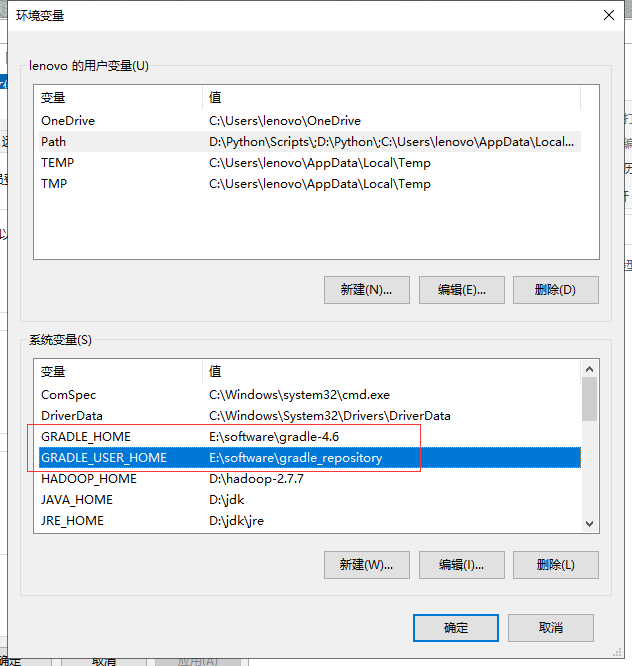 环境变量
lenovo 的用户变量(U)
变量 值
OneDrive C:\Users\lenovo\OneDrive
Path D:\Python\Scripts\;D:\Python\;C:\Users\lenovo\AppData\Local...
TEMP C:\Users\lenovo\AppData\Local\Temp
TMP C:\Users\lenovo\AppData\Local\Temp
新建(N)... 编辑(E)... 删除(D)
系统变量(S)
变量 值
ComSpec C:\Windows\system32\cmd.exe
DriverData C:\Windows\System32\Drivers\DriverData
GRADLE_HOME E:\software\gradle-4.6
GRADLE_USER_HOME E:\software\gradle_repository
HADOOP_HOME D:\hadoop-2.7.7
JAVA_HOME D:\jdk
JRE_HOME D:\jdk\jre
新建(W)... 编辑(I)... 删除(L)
确定 取消
确定 取消 应用(A)